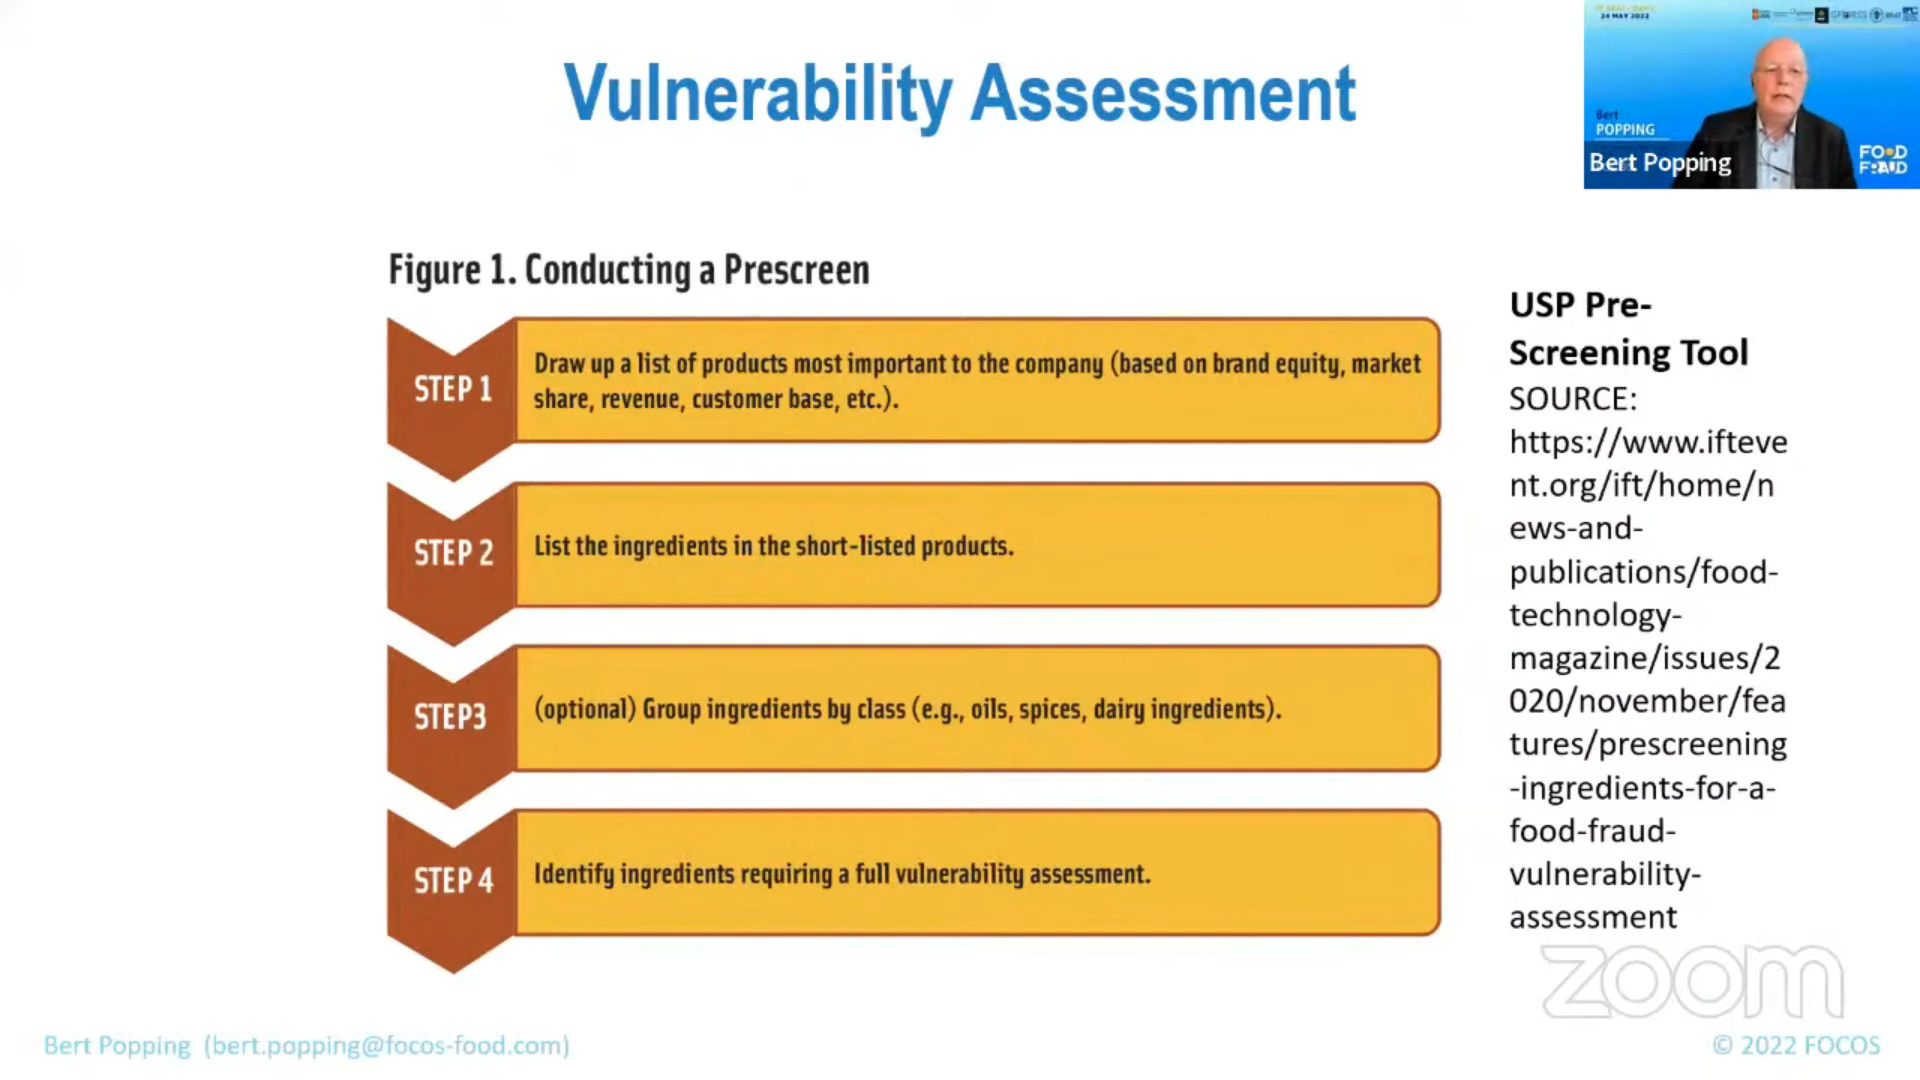 Vulnerability Assessment
24 MAY 2022
Bert
POPPING
Bert Popping
FOOD
FRAUD
Figure 1. Conducting a Prescreen
STEP 1
Draw up a list of products most important to the company (based on brand equity, market
share, revenue, customer base, etc.).
STEP 2
List the ingredients in the short-listed products.
STEP3
(optional) Group ingredients by class (e.g., oils, spices, dairy ingredients).
STEP 4
Identify ingredients requiring a full vulnerability assessment.
USP Pre-
Screening Tool
SOURCE:
https://www.ifteve
nt.org/ift/home/n
ews-and-
publications/food-
technology-
magazine/issues/2
020/november/fea
tures/prescreening
-ingredients-for-a-
food-fraud-
vulnerability-
assessment
zoom
Bert Popping (bert.popping@focos-food.com)
© 2022 FOCOS